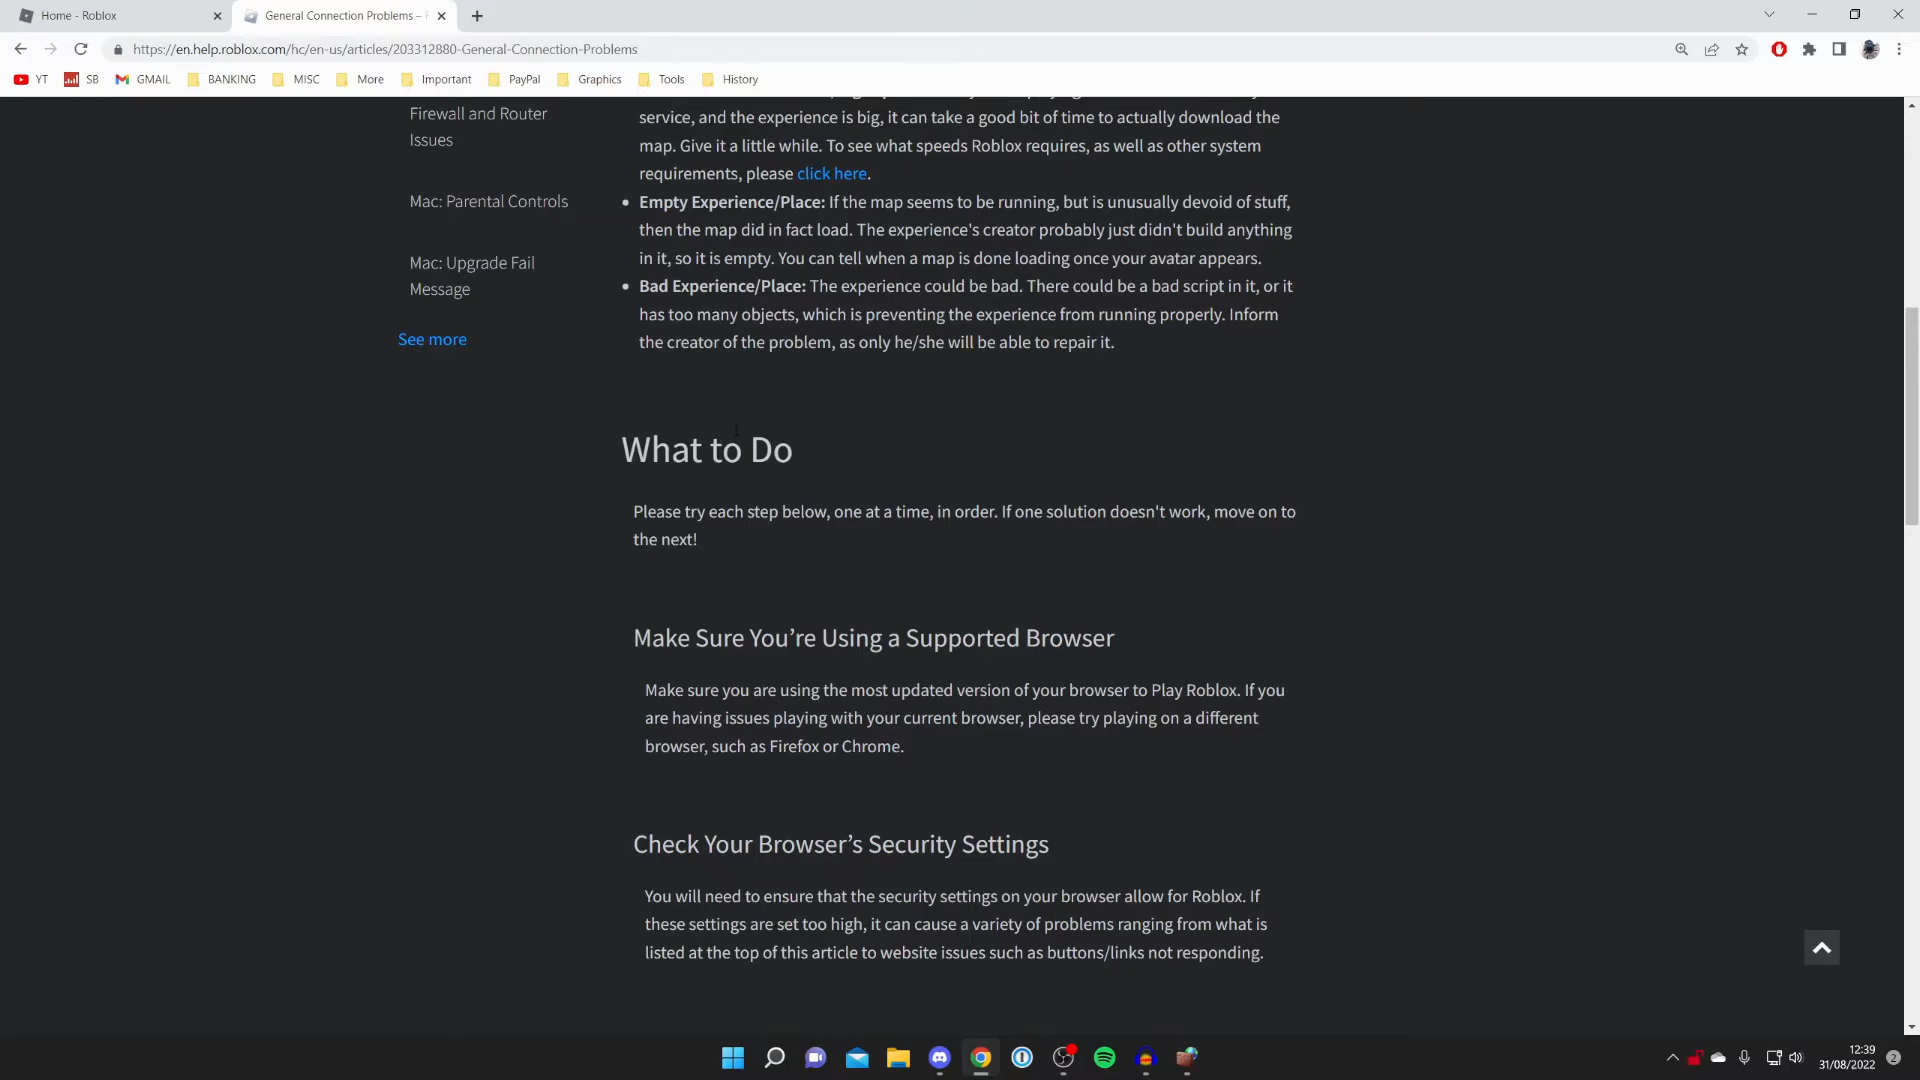 Home - Roblox
General Connection Problems –
https://en.help.roblox.com/hc/en-us/articles/203312880-General-Connection-Problems
YT
SB
GMAIL
BANKING
MISC
More
Important
PayPal
Graphics
Tools
History
Firewall and Router
Issues
Mac: Parental Controls
Mac: Upgrade Fail
Message
See more
service, and the experience is big, it can take a good bit of time to actually download the
map. Give it a little while. To see what speeds Roblox requires, as well as other system
requirements, please click here.
• Empty Experience/Place: If the map seems to be running, but is unusually devoid of stuff,
then the map did in fact load. The experience's creator probably just didn't build anything
in it, so it is empty. You can tell when a map is done loading once your avatar appears.
• Bad Experience/Place: The experience could be bad. There could be a bad script in it, or it
has too many objects, which is preventing the experience from running properly. Inform
the creator of the problem, as only he/she will be able to repair it.
What to Do
Please try each step below, one at a time, in order. If one solution doesn't work, move on to
the next!
Make Sure You’re Using a Supported Browser
Make sure you are using the most updated version of your browser to Play Roblox. If you
are having issues playing with your current browser, please try playing on a different
browser, such as Firefox or Chrome.
Check Your Browser’s Security Settings
You will need to ensure that the security settings on your browser allow for Roblox. If
these settings are set too high, it can cause a variety of problems ranging from what is
listed at the top of this article to website issues such as buttons/links not responding.
12:39
31/08/2022
2